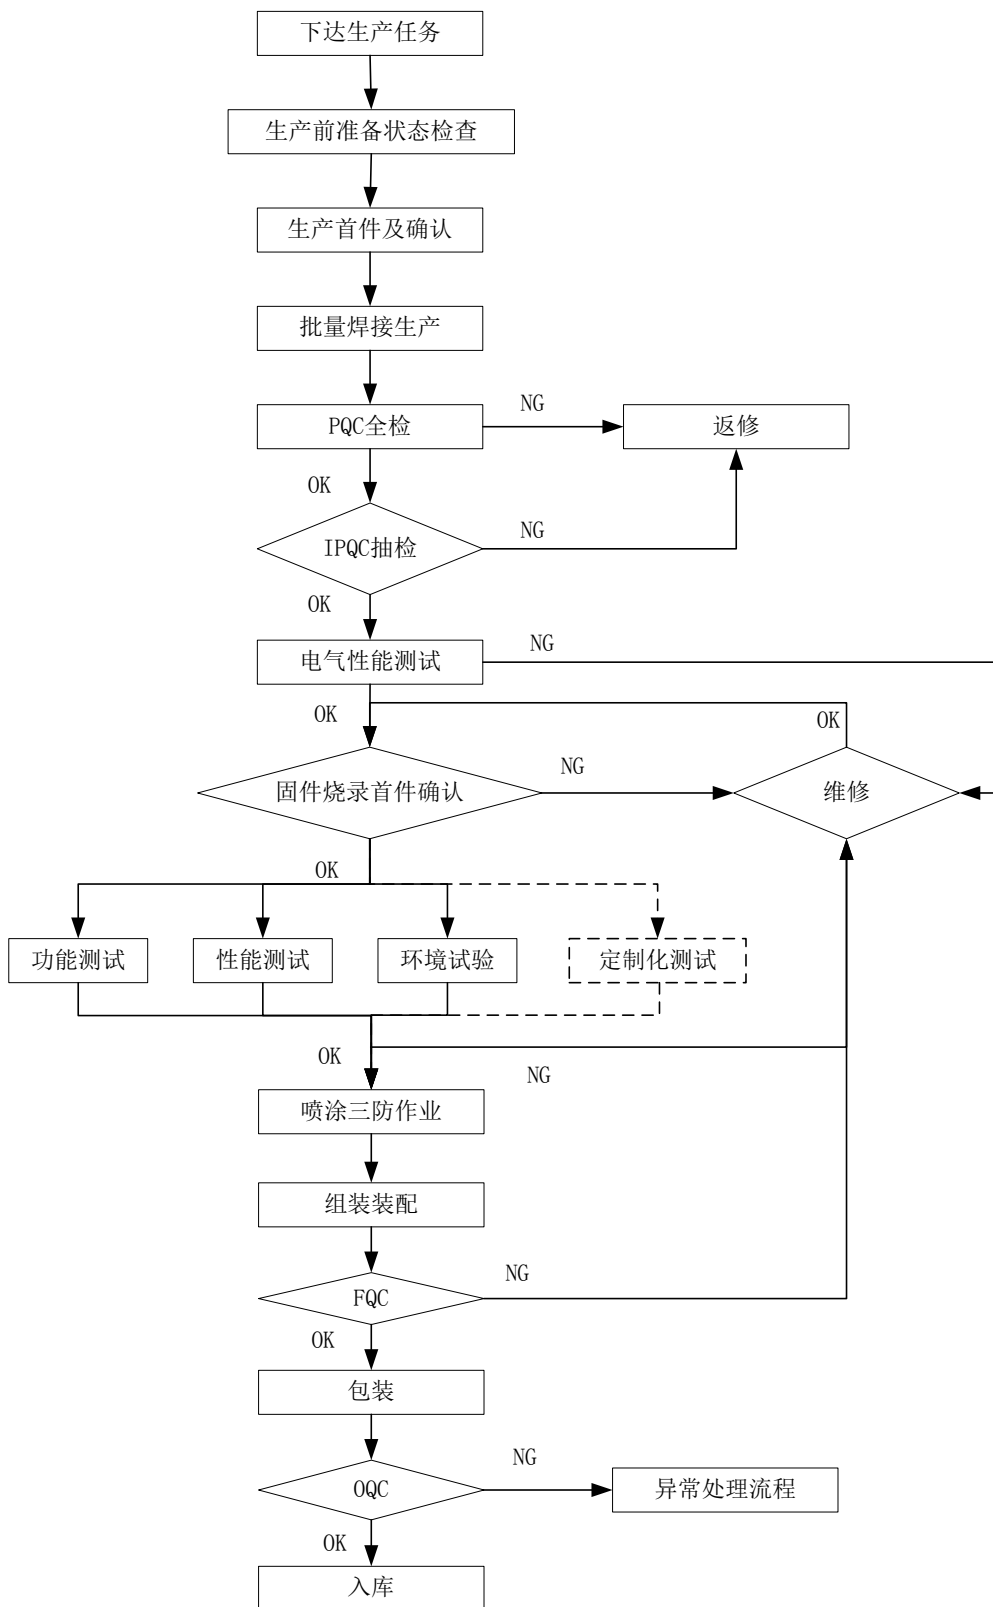 下达生产任务
生产前准备状态检查
生产首件及确认
批量焊接生产
PQC全检
NG
返修
OK
IPQC抽检
NG
OK
电气性能测试
NG
OK
OK
固件烧录首件确认
NG
维修
OK
功能测试
性能测试
环境试验
定制化测试
OK
NG
喷涂三防作业
组装装配
FQC
NG
OK
包装
OQC
NG
异常处理流程
OK
入库